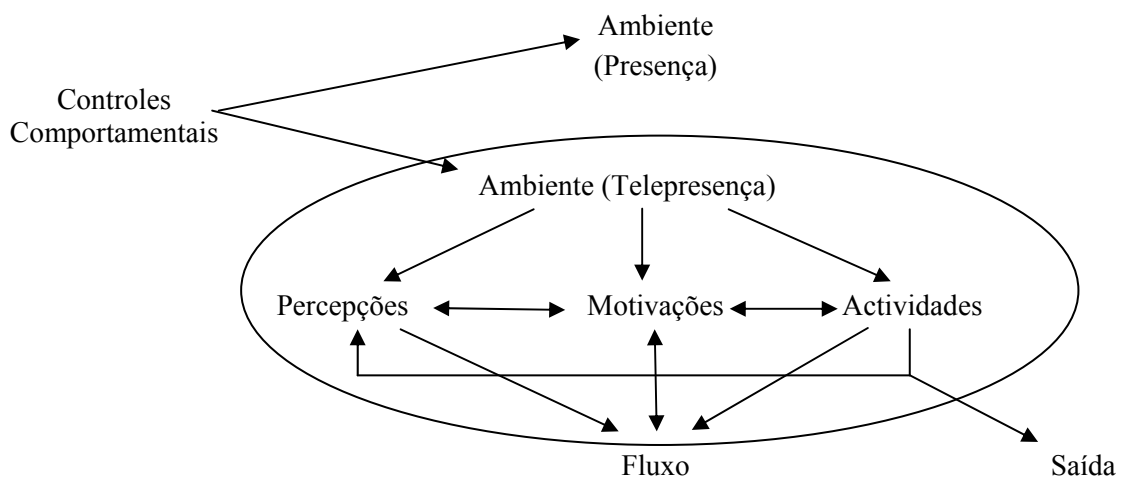 Ambiente
(Presença)
Controles
Comportamentais
Ambiente (Telepresença)
Percepções
Motivações
Actividades
Fluxo
Saída